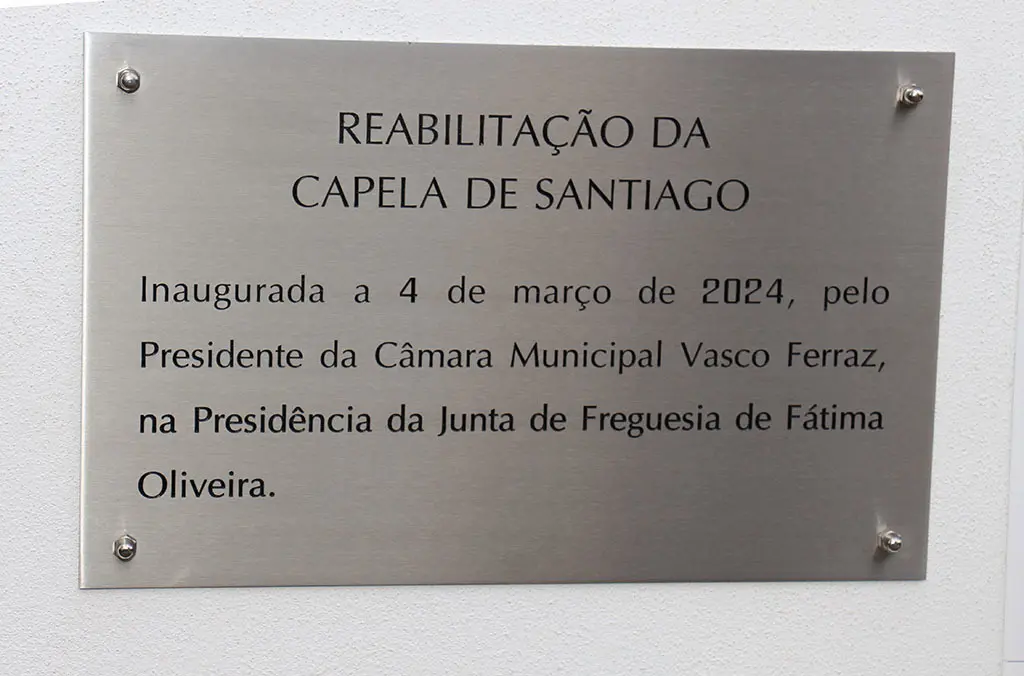 REABILITAÇÃO DA
CAPELA DE SANTIAGO
Inaugurada a 4 de março de 2024, pelo
Presidente da Câmara Municipal Vasco Ferraz,
na Presidência da Junta de Freguesia de Fátima
Oliveira.